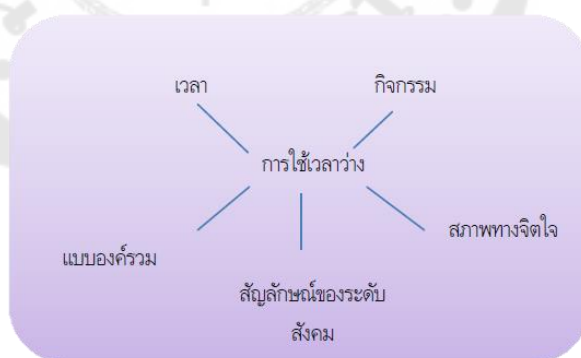 เวลา
กิจกรรม
การใช้เวลาว่าง
สภาพทางจิตใจ
แบบองค์รวม
สัญลักษณ์ของระดับ
สังคม